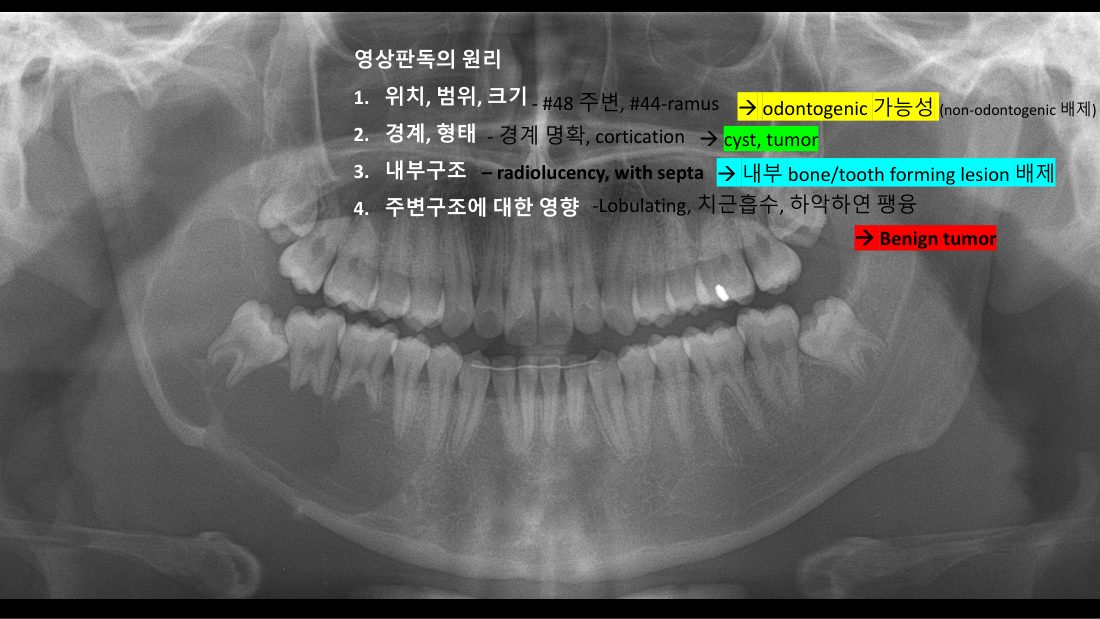 영상판독의 원리
1. 위치, 범위, 크기 - #48 주변, #44-ramus → odontogenic 가능성 (non-odontogenic 배제)
2. 경계, 형태 - 경계 명확, cortication → cyst, tumor
3. 내부구조 – radiolucency, with septa → 내부 bone/tooth forming lesion 배제
4. 주변구조에 대한 영향 -Lobulating, 치근흡수, 하악하연 팽융
→ Benign tumor